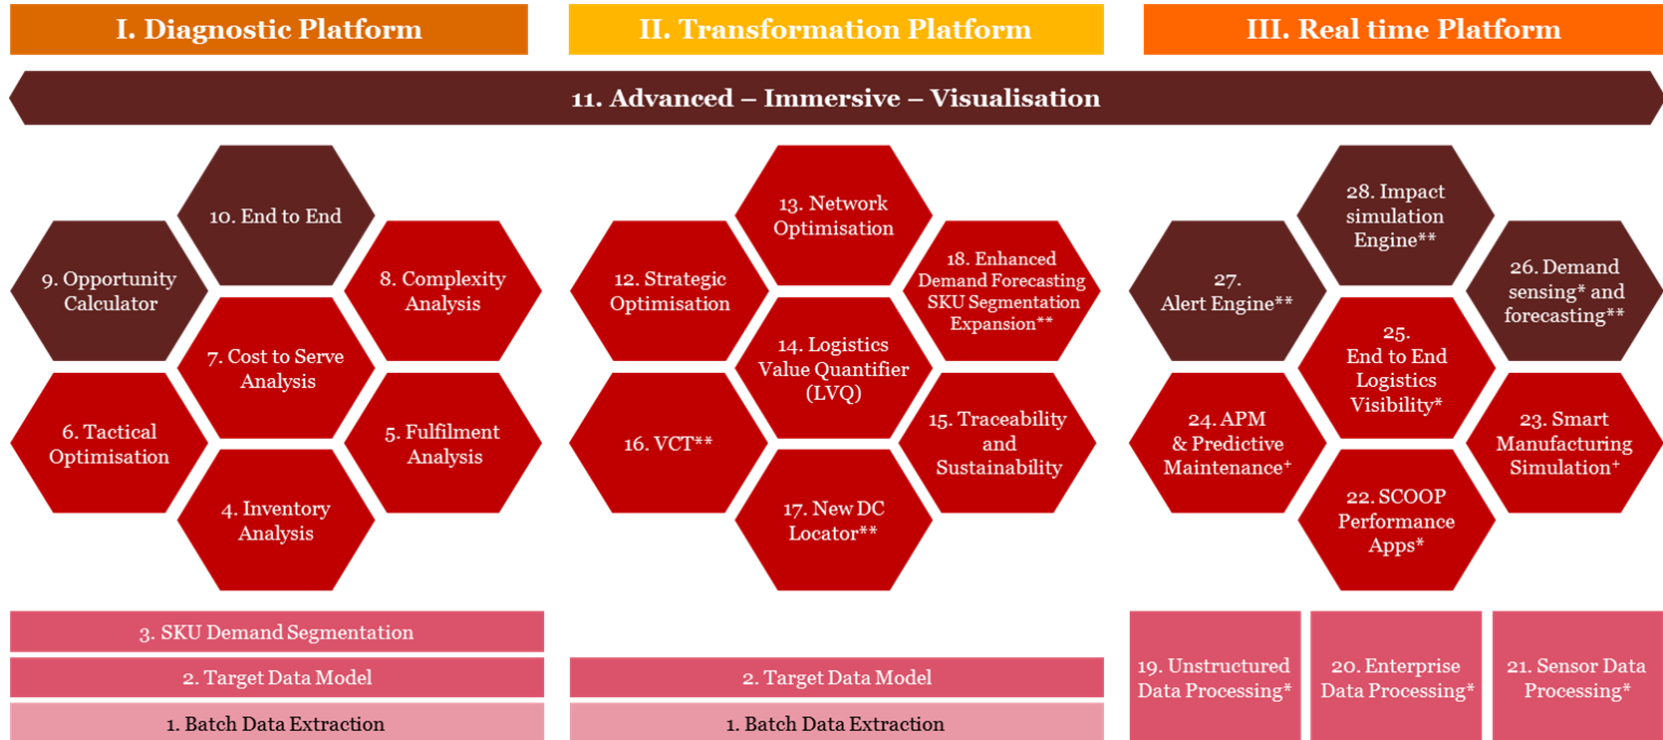 I. Diagnostic Platform
II. Transformation Platform
III. Real time Platform
11. Advanced – Immersive – Visualisation
10. End to End
9. Opportunity
Calculator
8. Complexity
Analysis
7. Cost to Serve
Analysis
6. Tactical
Optimisation
5. Fulfilment
Analysis
4. Inventory
Analysis
3. SKU Demand Segmentation
2. Target Data Model
1. Batch Data Extraction
13. Network
Optimisation
12. Strategic
Optimisation
18. Enhanced
Demand Forecasting
SKU Segmentation
Expansion**
14. Logistics
Value Quantifier
(LVQ)
16. VCT**
15. Traceability
and
Sustainability
17. New DC
Locator**
2. Target Data Model
1. Batch Data Extraction
28. Impact
simulation
Engine**
27.
Alert Engine**
26. Demand
sensing* and
forecasting**
25.
End to End
Logistics
Visibility*
24. APM
& Predictive
Maintenance+
23. Smart
Manufacturing
Simulation+
22. SCOOP
Performance
Apps*
19. Unstructured
Data Processing*
20. Enterprise
Data Processing*
21. Sensor Data
Processing*